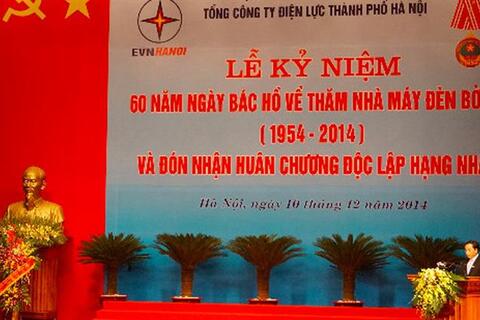 TỔNG CÔNG TY ĐIỆN LỰC THÀNH PHỐ HÀ NỘI
EVNHANOI
LỄ KỶ NIỆM
60 NĂM NGÀY BÁC HỒ VỀ THĂM NHÀ MÁY ĐÈN BỜ
(1954 - 2014)
VÀ ĐÓN NHẬN HUÂN CHƯƠNG ĐỘC LẬP HẠNG NHẤ
Hà Nội, ngày 10 tháng 12 năm 2014